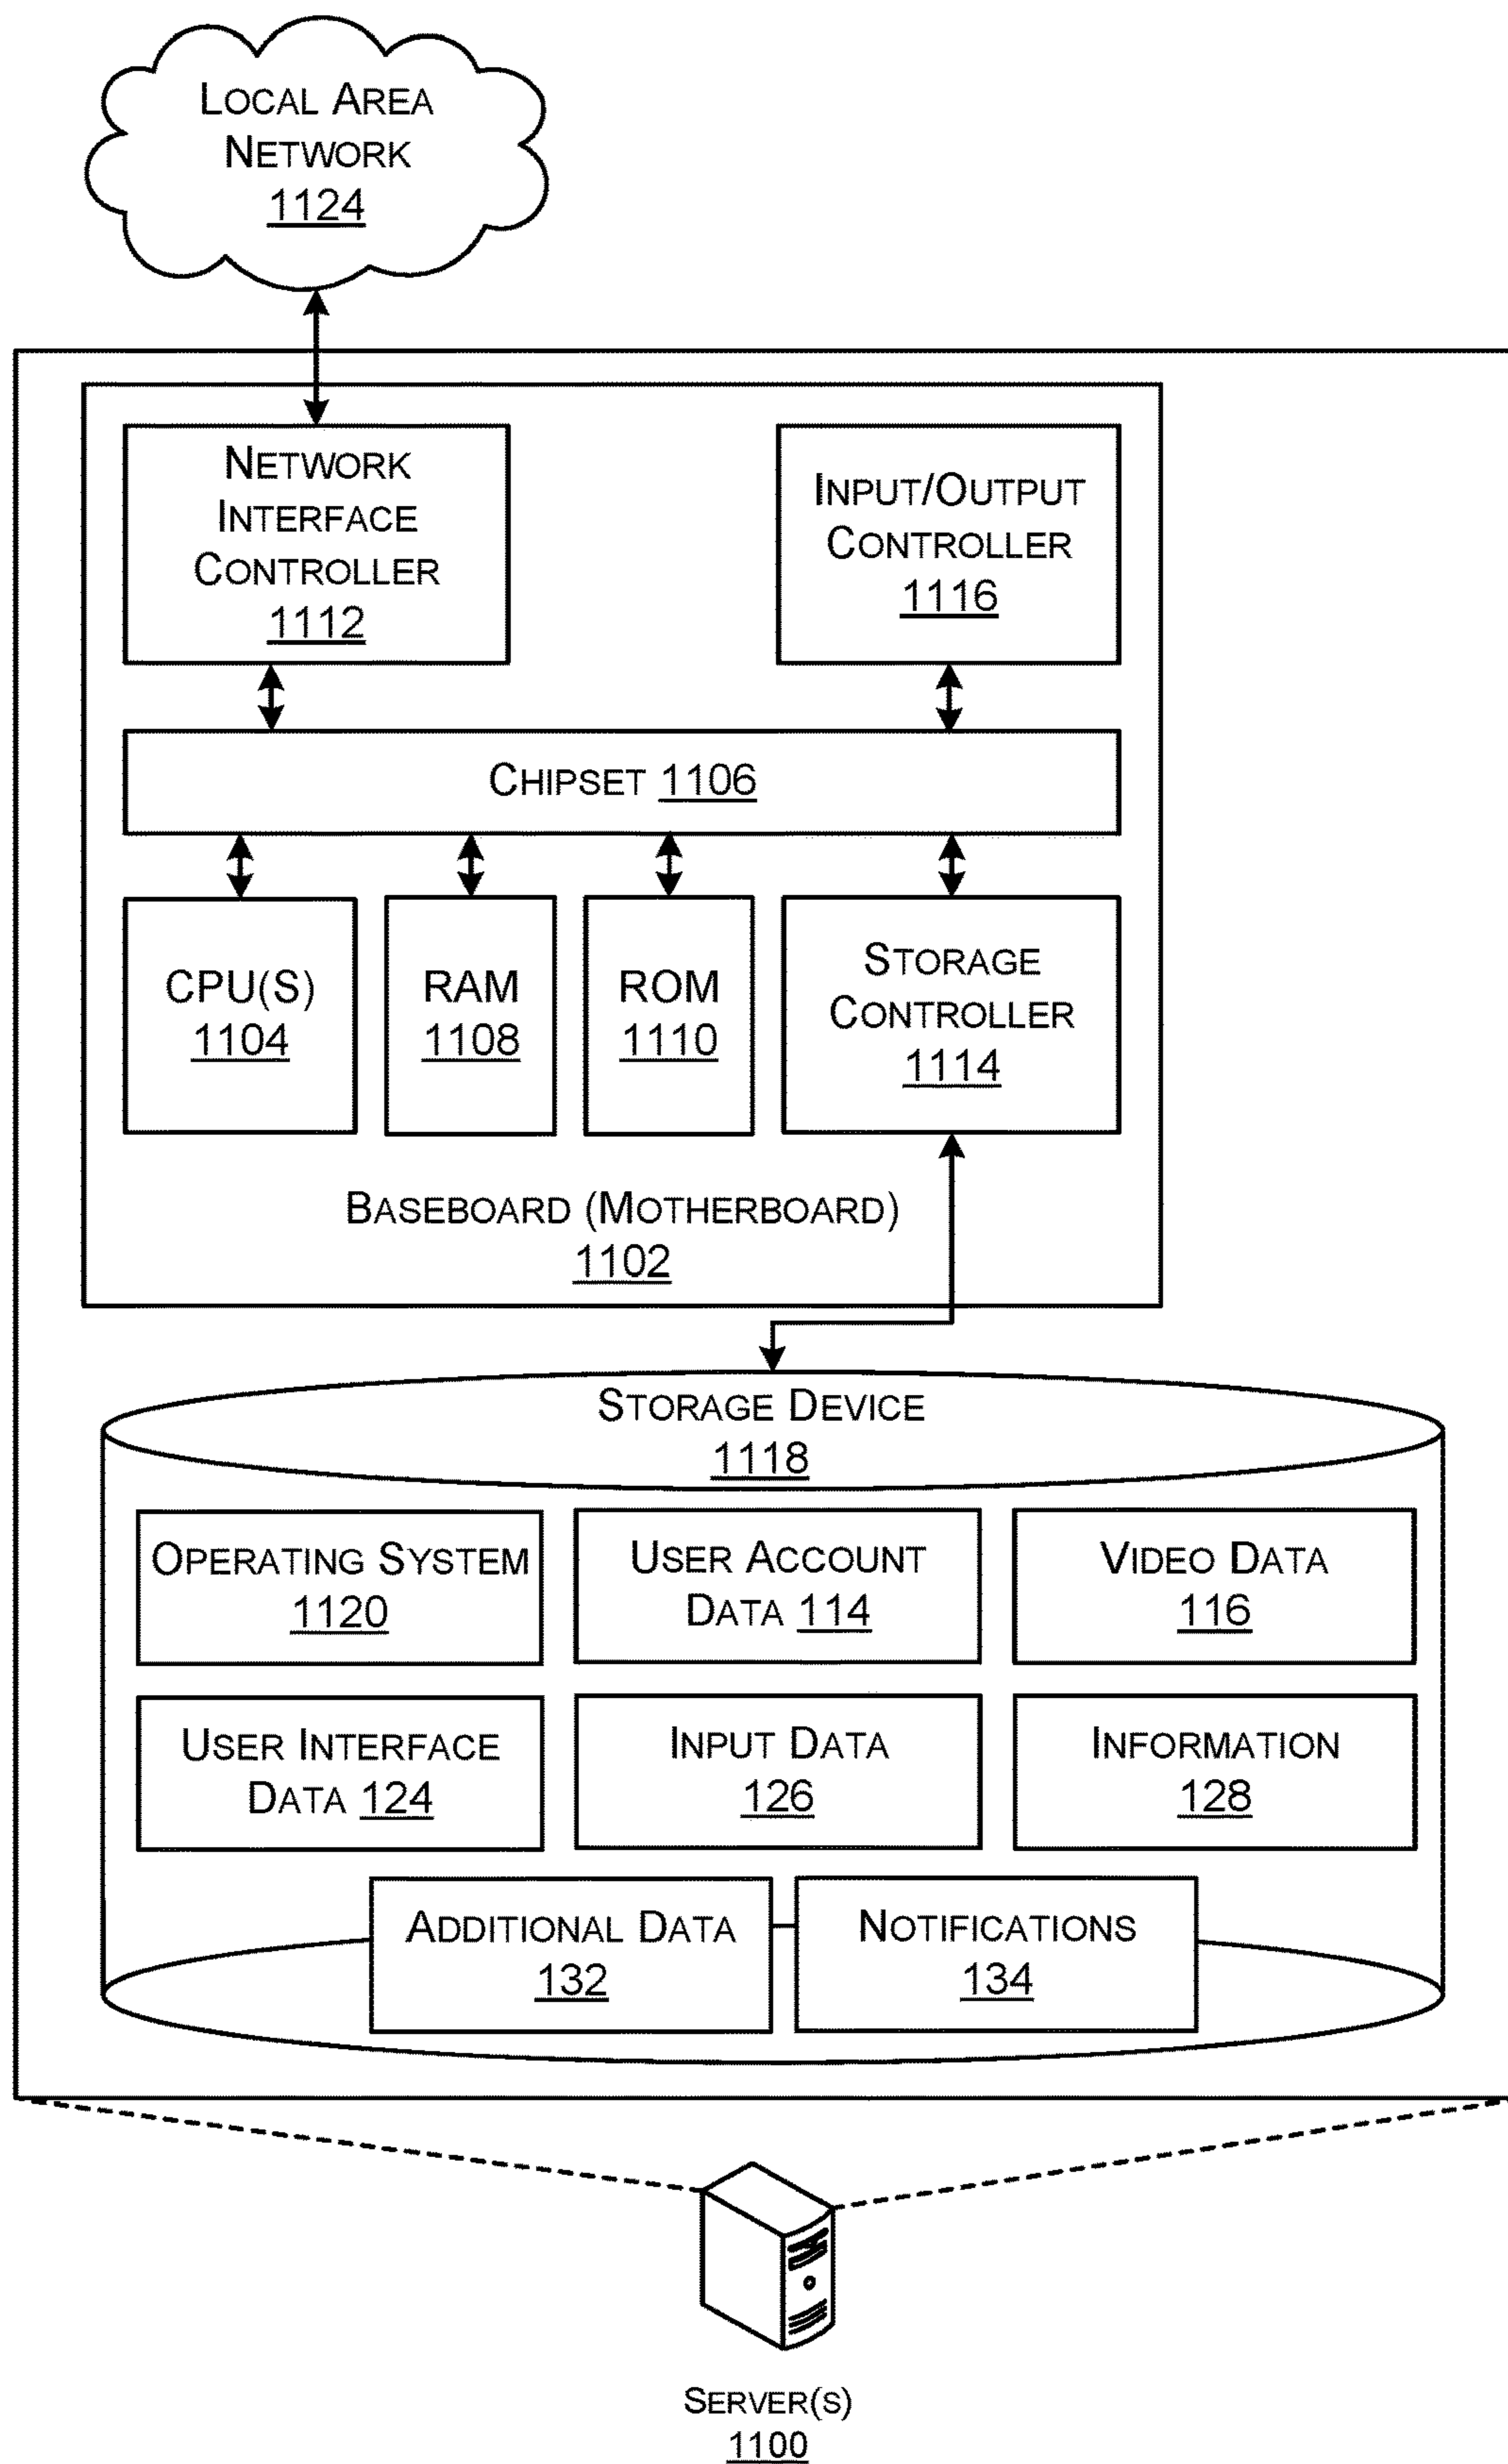 LOCAL AREA
NETWORK
1124
NETWORK
INTERFACE
CONTROLLER
1112
INPUT/OUTPUT
CONTROLLER
1116
CHIPSET 1106
CPU(S)
1104
RAM
1108
ROM
1110
STORAGE
CONTROLLER
1114
BASEBOARD (MOTHERBOARD)
1102
STORAGE DEVICE
1118
OPERATING SYSTEM
1120
USER ACCOUNT
DATA 114
VIDEO DATA
116
USER INTERFACE
DATA 124
INPUT DATA
126
INFORMATION
128
ADDITIONAL DATA
132
NOTIFICATIONS
134
SERVER(S)
1100